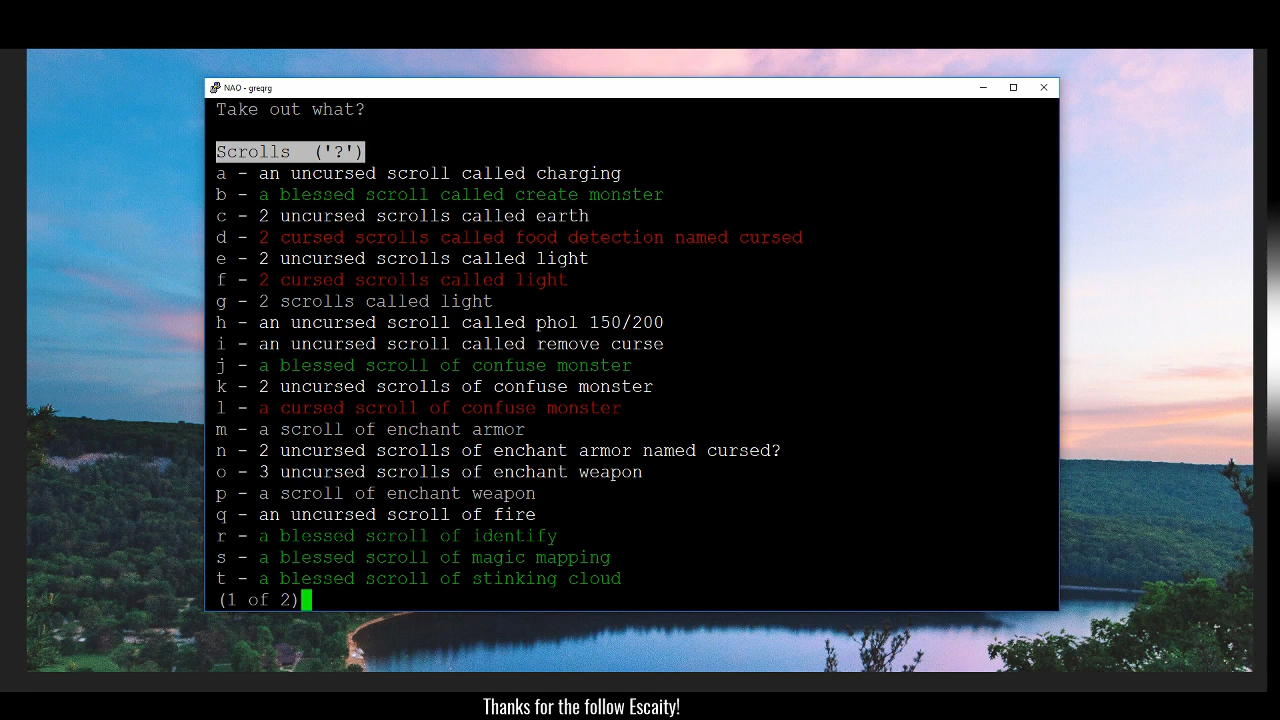 NAO - greqrg
Take out what?
Scrolls ('?')
a - an uncursed scroll called charging
b - a blessed scroll called create monster
c - 2 uncursed scrolls called earth
d - 2 cursed scrolls called food detection named cursed
e - 2 uncursed scrolls called light
f - 2 cursed scrolls called light
g - 2 scrolls called light
h - an uncursed scroll called phol 150/200
i - an uncursed scroll called remove curse
j - a blessed scroll of confuse monster
k - 2 uncursed scrolls of confuse monster
l - a cursed scroll of confuse monster
m - a scroll of enchant armor
n - 2 uncursed scrolls of enchant armor named cursed?
o - 3 uncursed scrolls of enchant weapon
p - a scroll of enchant weapon
q - an uncursed scroll of fire
r - a blessed scroll of identify
s - a blessed scroll of magic mapping
t - a blessed scroll of stinking cloud
(1 of 2)
Thanks for the follow Escaity!